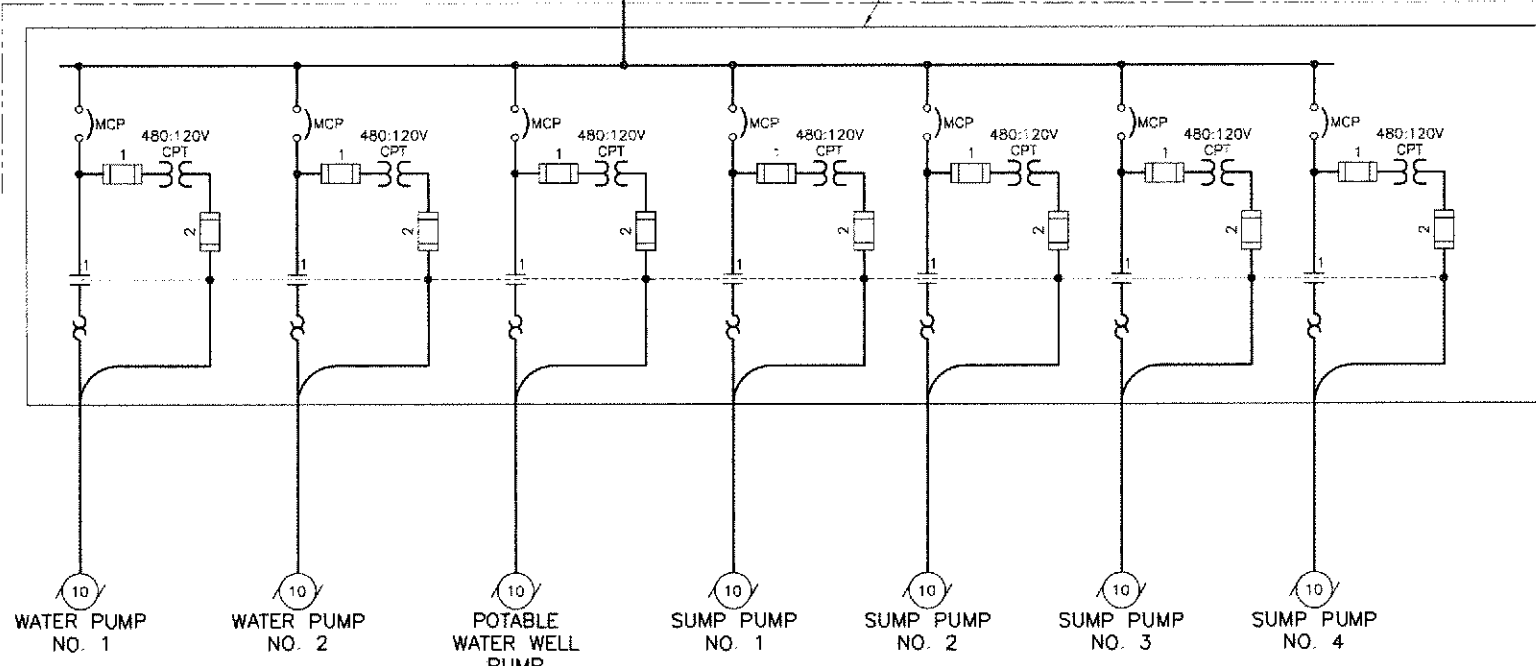 MCP
480:120V
CPT
1
2
1
MCP
480:120V
CPT
1
2
1
MCP
480:120V
CPT
1
2
1
MCP
480:120V
CPT
1
2
1
MCP
480:120V
CPT
1
2
1
MCP
480:120V
CPT
1
2
1
MCP
480:120V
CPT
1
2
1
10
WATER PUMP
NO. 1
10
WATER PUMP
NO. 2
10
POTABLE
WATER WELL
PUMP
10
SUMP PUMP
NO. 1
10
SUMP PUMP
NO. 2
10
SUMP PUMP
NO. 3
10
SUMP PUMP
NO. 4